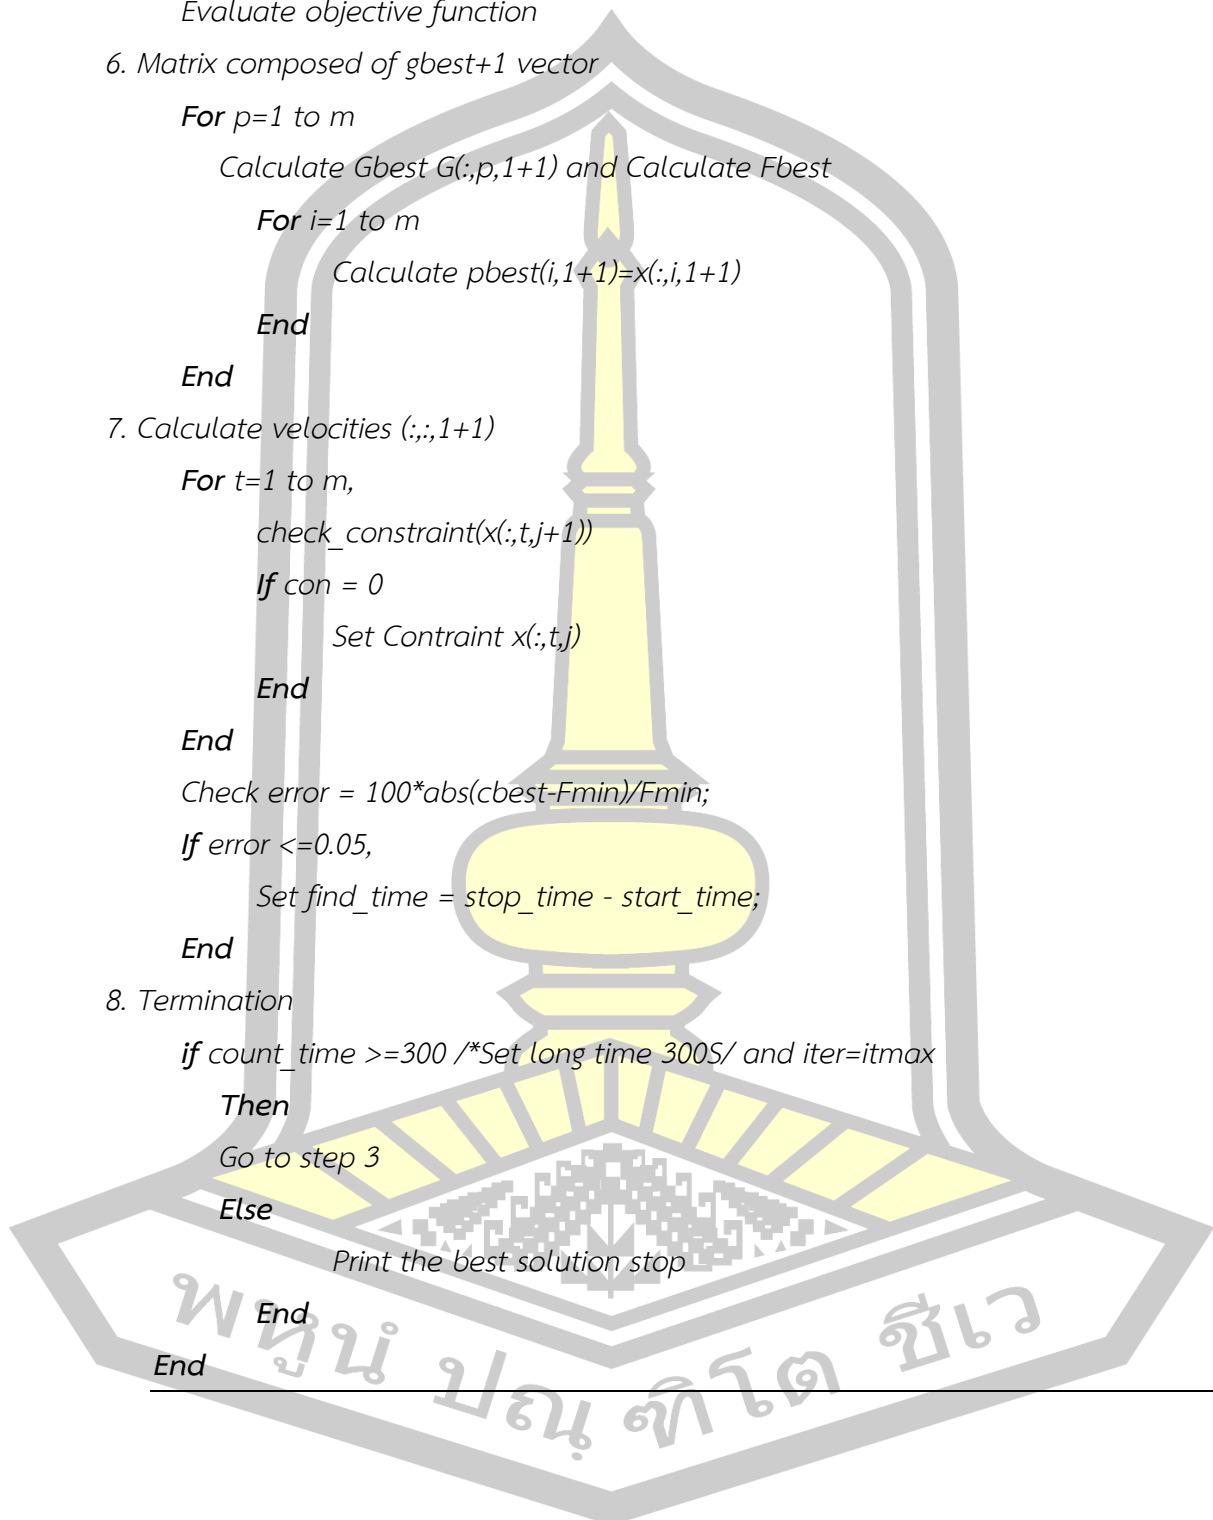 Evaluate objective function
6. Matrix composed of gbest+1 vector
For p=1 to m
Calculate Gbest G(:,p,1+1) and Calculate Fbest
For i=1 to m
Calculate pbest(i,1+1)=x(:,i,1+1)
End
End
7. Calculate velocities (:,:,1+1)
For t=1 to m,
check_constraint(x(:,t,j+1))
If con = 0
Set Contraint x(:,t,j)
End
End
Check error = 100*abs(cbest-Fmin)/Fmin;
If error <=0.05,
Set find_time = stop_time - start_time;
End
8. Termination
if count_time >=300 /*Set long time 300S/ and iter=itmax
Then
Go to step 3
Else
Print the best solution stop
End
End
พหูนํ ปณฺฑิโต ชีเว